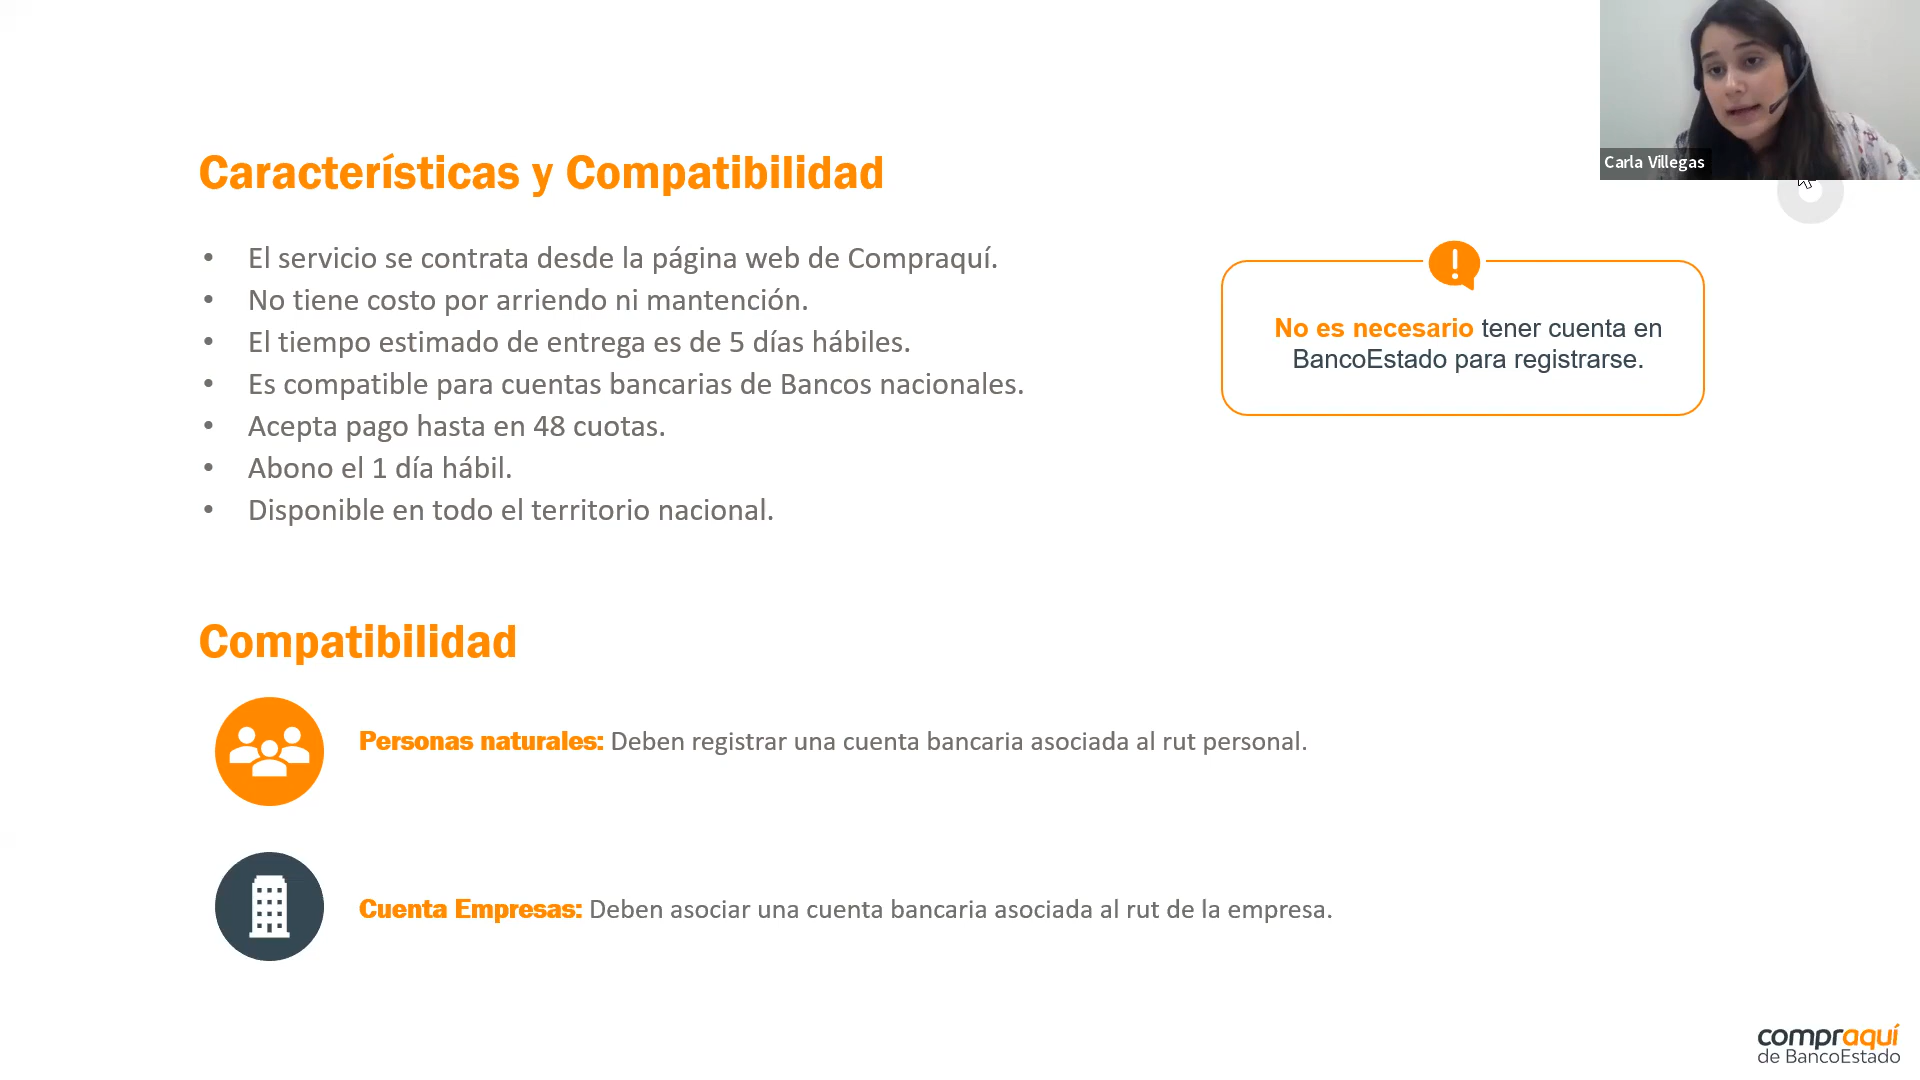 Carla Villegas
Características y Compatibilidad
• El servicio se contrata desde la página web de Compraquí.
• No tiene costo por arriendo ni mantención.
• El tiempo estimado de entrega es de 5 días hábiles.
• Es compatible para cuentas bancarias de Bancos nacionales.
• Acepta pago hasta en 48 cuotas.
• Abono el 1 día hábil.
• Disponible en todo el territorio nacional.
!
No es necesario tener cuenta en
BancoEstado para registrarse.
Compatibilidad
Personas naturales: Deben registrar una cuenta bancaria asociada al rut personal.
Cuenta Empresas: Deben asociar una cuenta bancaria asociada al rut de la empresa.
compraquí
de BancoEstado